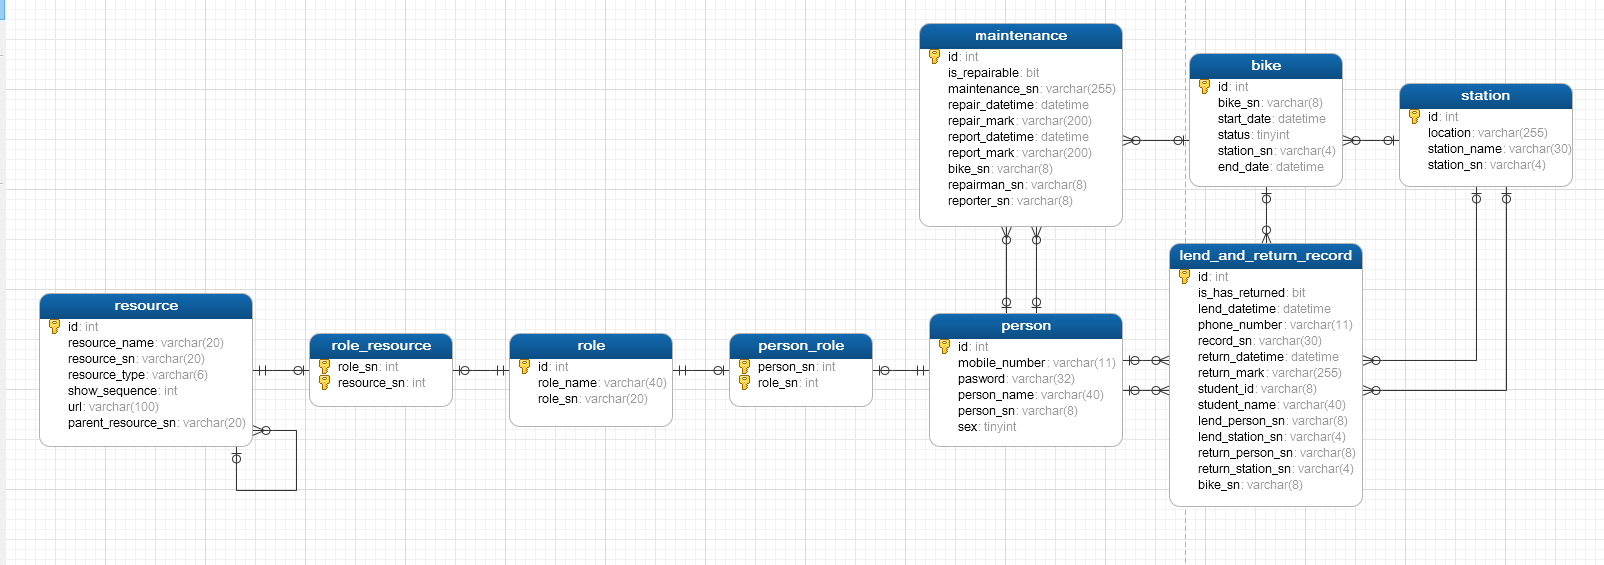 maintenance
id: int
is_repairable: bit
maintenance_sn: varchar(255)
repair_datetime: datetime
repair_mark: varchar(200)
report_datetime: datetime
report_mark: varchar(200)
bike_sn: varchar(8)
repairman_sn: varchar(8)
reporter_sn: varchar(8)
bike
id: int
bike_sn: varchar(8)
start_date: datetime
status: tinyint
station_sn: varchar(4)
end_date: datetime
station
id: int
location: varchar(255)
station_name: varchar(30)
station_sn: varchar(4)
resource
id: int
resource_name: varchar(20)
resource_sn: varchar(20)
resource_type: varchar(6)
show_sequence: int
url: varchar(100)
parent_resource_sn: varchar(20)
role_resource
role_sn: int
resource_sn: int
role
id: int
role_name: varchar(40)
role_sn: varchar(20)
person_role
person_sn: int
role_sn: int
person
id: int
mobile_number: varchar(11)
pasword: varchar(32)
person_name: varchar(40)
person_sn: varchar(8)
sex: tinyint
lend_and_return_record
id: int
is_has_returned: bit
lend_datetime: datetime
phone_number: varchar(11)
record_sn: varchar(30)
return_datetime: datetime
return_mark: varchar(255)
student_id: varchar(8)
student_name: varchar(40)
lend_person_sn: varchar(8)
lend_station_sn: varchar(4)
return_person_sn: varchar(8)
return_station_sn: varchar(4)
bike_sn: varchar(8)